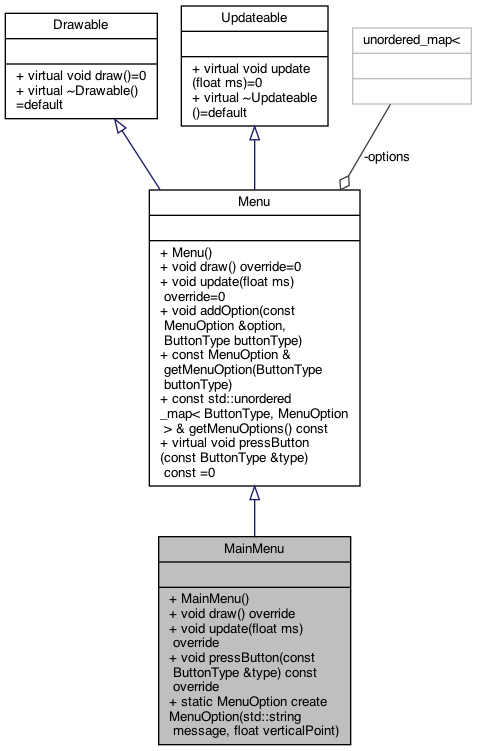 Drawable
+ virtual void draw()=0
+ virtual ~Drawable()
=default
Updateable
+ virtual void update
(float ms)=0
+ virtual ~Updateable
()=default
unordered_map<
-options
Menu
+ Menu()
+ void draw() override=0
+ void update(float ms)
override=0
+ void addOption(const
MenuOption &option,
ButtonType buttonType)
+ const MenuOption &
getMenuOption(ButtonType
buttonType)
+ const std::unordered
_map< ButtonType, MenuOption
> & getMenuOptions() const
+ virtual void pressButton
(const ButtonType &type)
const =0
MainMenu
+ MainMenu()
+ void draw() override
+ void update(float ms)
override
+ void pressButton(const
ButtonType &type) const
override
+ static MenuOption create
MenuOption(std::string
message, float verticalPoint)